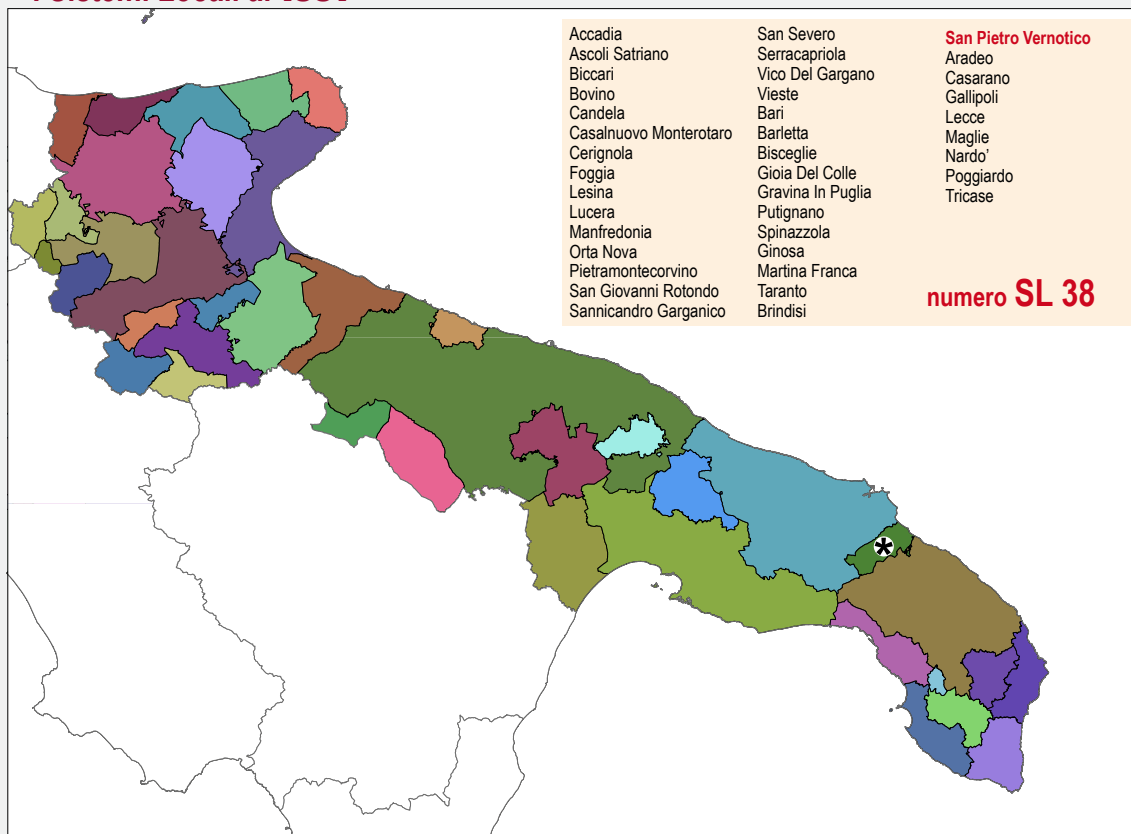 Accadia
Ascoli Satriano
Biccari
Bovino
Candela
Casalnuovo Monterotaro
Cerignola
Foggia
Lesina
Lucera
Manfredonia
Orta Nova
Pietramontecorvino
San Giovanni Rotondo
Sannicandro Garganico
San Severo
Serracapriola
Vico Del Gargano
Vieste
Bari
Barletta
Bisceglie
Gioia Del Colle
Gravina In Puglia
Putignano
Spinazzola
Ginosa
Martina Franca
Taranto
Brindisi
San Pietro Vernotico
Aradeo
Casarano
Gallipoli
Lecce
Maglie
Nardo'
Poggiardo
Tricase
numero SL 38
*